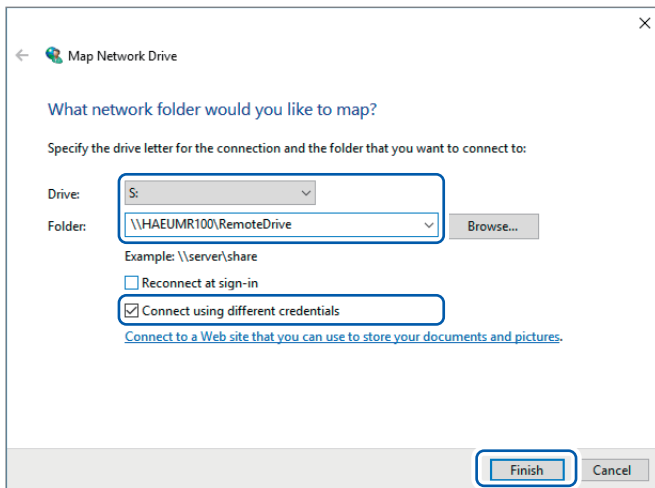 Map Network Drive
What network folder would you like to map?
Specify the drive letter for the connection and the folder that you want to connect to:
Drive: S:
Folder: \\HAEUMR100\RemoteDrive Browse...
Example: \\server\share
Reconnect at sign-in
Connect using different credentials
Connect to a Web site that you can use to store your documents and pictures.
Finish Cancel